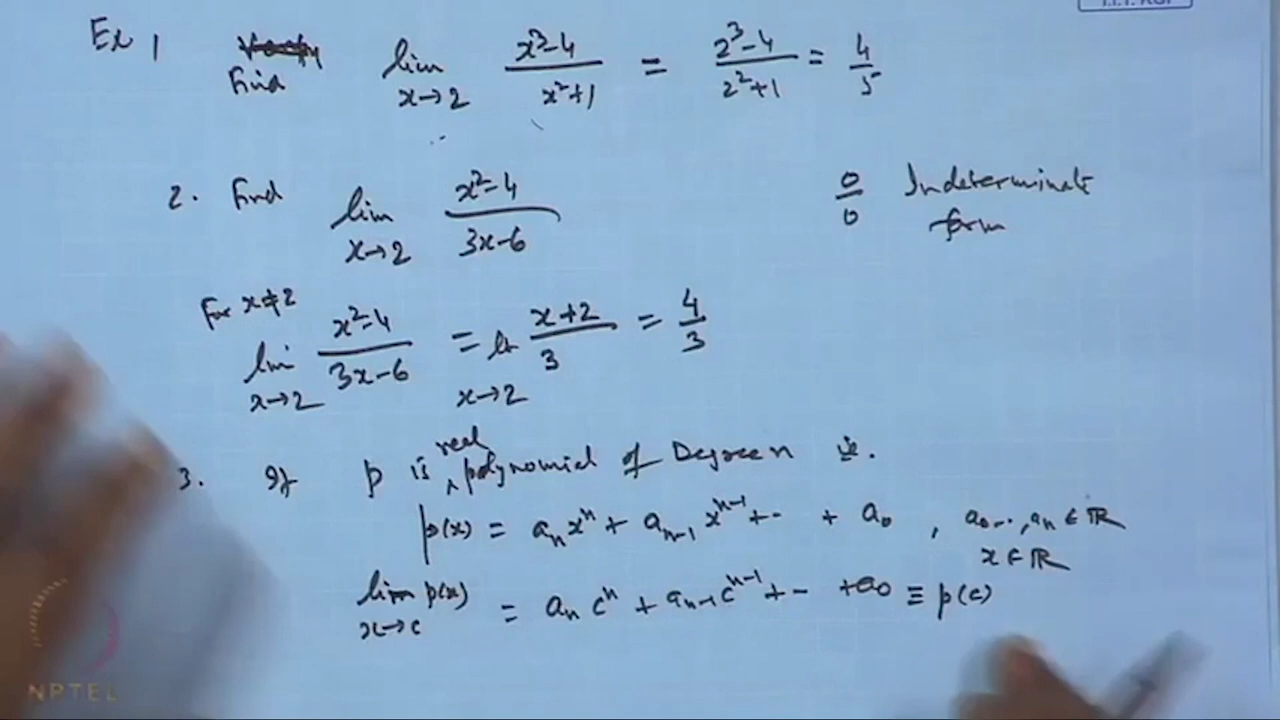 I.I.T. KGP
Ex 1 Find lim x→2 x³-4 / x²+1 = 2³-4 / 2²+1 = 4/5
2. Find lim x→2 x²-4 / 3x-6 0/0 Indeterminate form
For x≠2
lim x→2 x²-4 / 3x-6 = lt x→2 x+2 / 3 = 4/3
3. If p is real polynomial of Degree n ie.
p(x) = aₙxⁿ + aₙ₋₁xⁿ⁻¹ + - + a₀, a₀..,aₙ ∈ ℝ
x ∈ ℝ
lim x→c p(x) = aₙcⁿ + aₙ₋₁cⁿ⁻¹ + - + a₀ ≡ p(c)
NPTEL